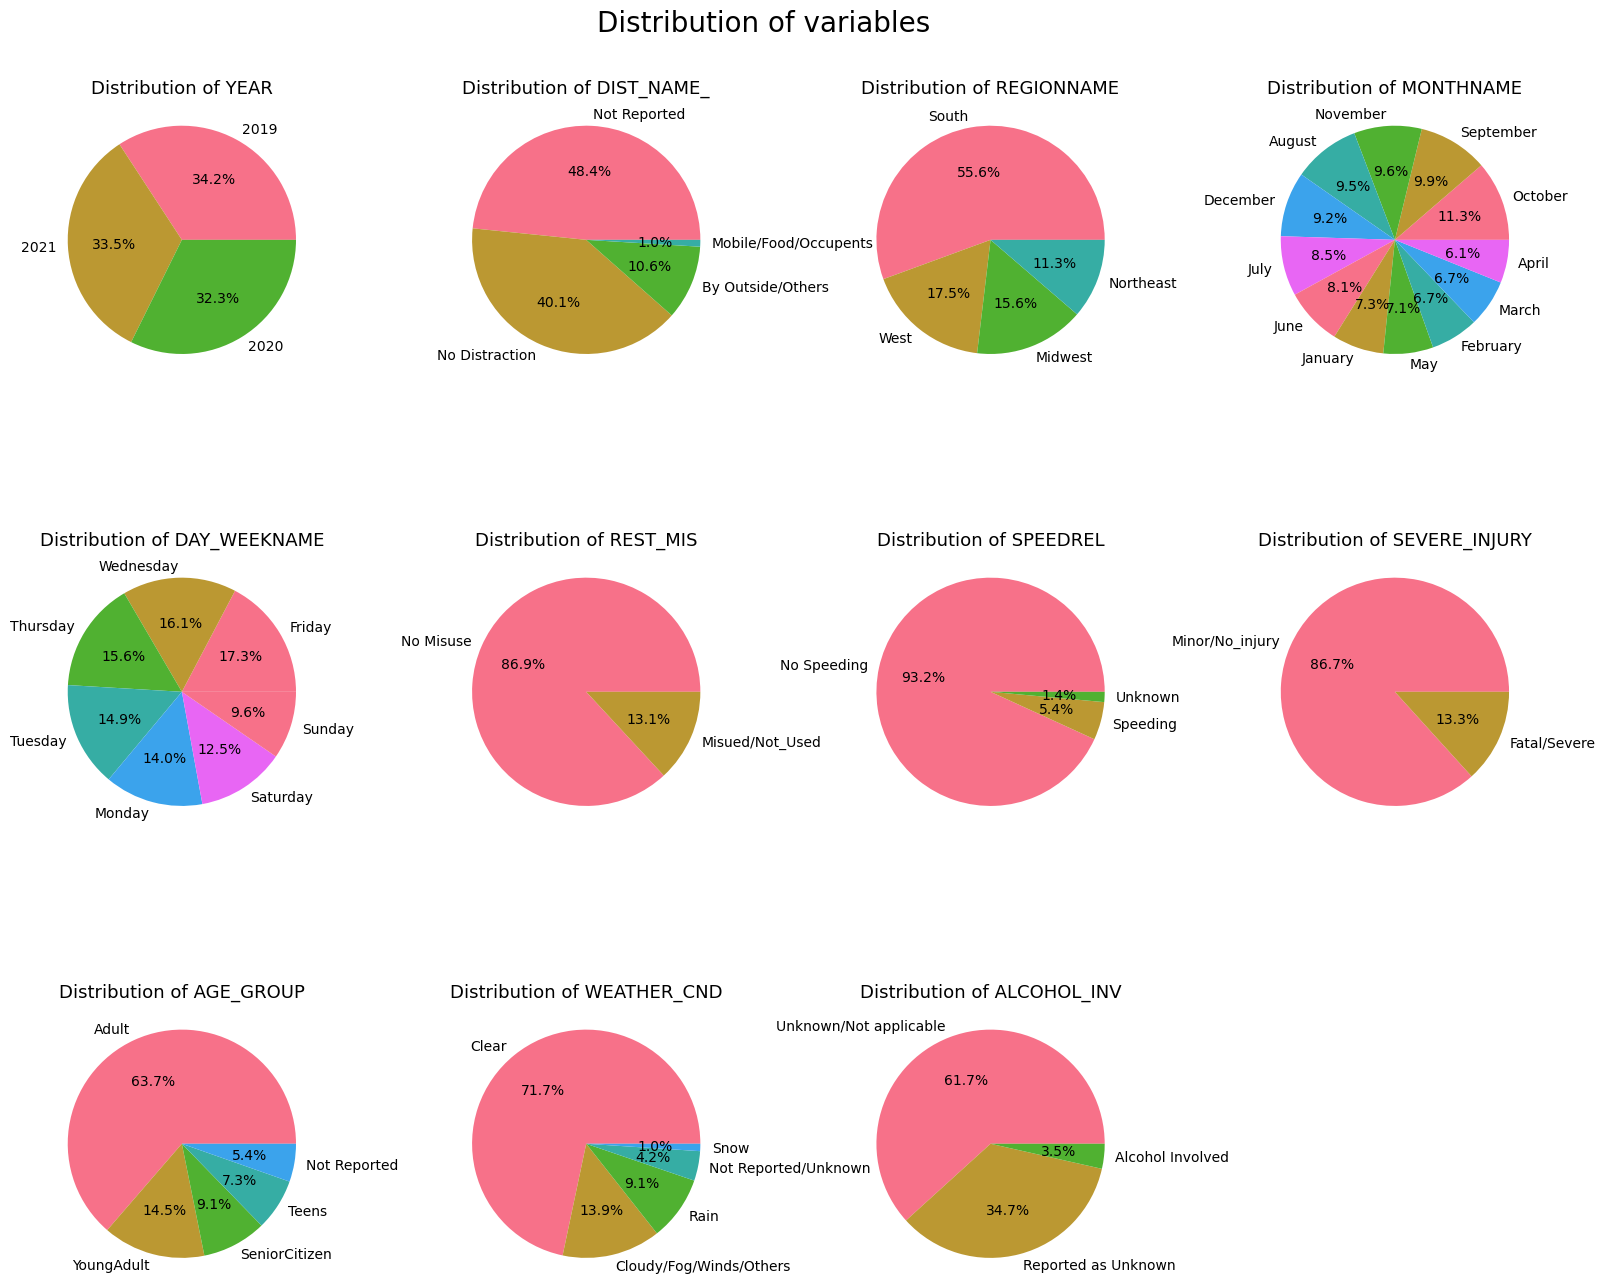 Distribution of variables
Distribution of YEAR
2019
34.2%
2021
33.5%
32.3%
2020
Distribution of DIST_NAME_
Not Reported
48.4%
Mobile/Food/Occupents
1.0%
10.6%
By Outside/Others
40.1%
No Distraction
Distribution of REGIONNAME
South
55.6%
11.3%
Northeast
17.5%
15.6%
West
Midwest
Distribution of MONTHNAME
November
September
August
9.6%
9.9%
9.5%
December
October
9.2%
11.3%
July
8.5%
6.1%
April
8.1%
6.7%
7.3%
7.1%
6.7%
March
June
January
May
February
Distribution of DAY_WEEKNAME
Wednesday
16.1%
Thursday
Friday
15.6%
17.3%
14.9%
9.6%
Sunday
Tuesday
14.0%
12.5%
Monday
Saturday
Distribution of REST_MIS
No Misuse
86.9%
13.1%
Misued/Not_Used
Distribution of SPEEDREL
No Speeding
93.2%
1.4%
Unknown
5.4%
Speeding
Distribution of SEVERE_INJURY
Minor/No_injury
86.7%
13.3%
Fatal/Severe
Distribution of AGE_GROUP
Adult
63.7%
5.4%
Not Reported
7.3%
14.5%
9.1%
Teens
YoungAdult
SeniorCitizen
Distribution of WEATHER_CND
Clear
71.7%
1.0%
Snow
4.2%
Not Reported/Unknown
9.1%
13.9%
Rain
Cloudy/Fog/Winds/Others
Distribution of ALCOHOL_INV
Unknown/Not applicable
61.7%
3.5%
Alcohol Involved
34.7%
Reported as Unknown